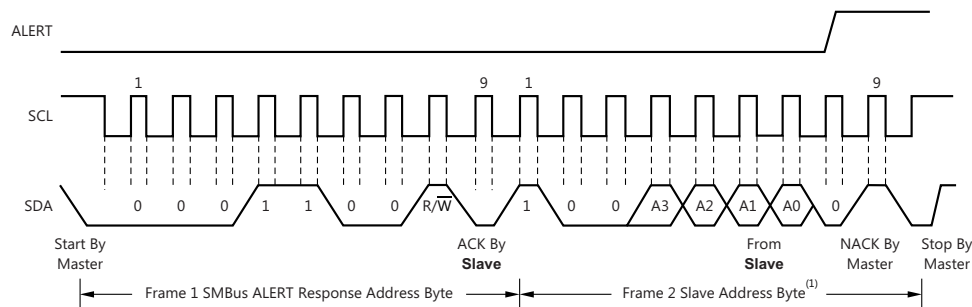 ALERT
1 9 1 9
SCL
SDA 0 0 0 1 1 0 0 R/W 1 0 0 A3 A2 A1 A0 0
Start By
Master
ACK By
Slave
From
Slave
NACK By
Master
Stop By
Master
Frame 1 SMBus ALERT Response Address Byte
Frame 2 Slave Address Byte(1)